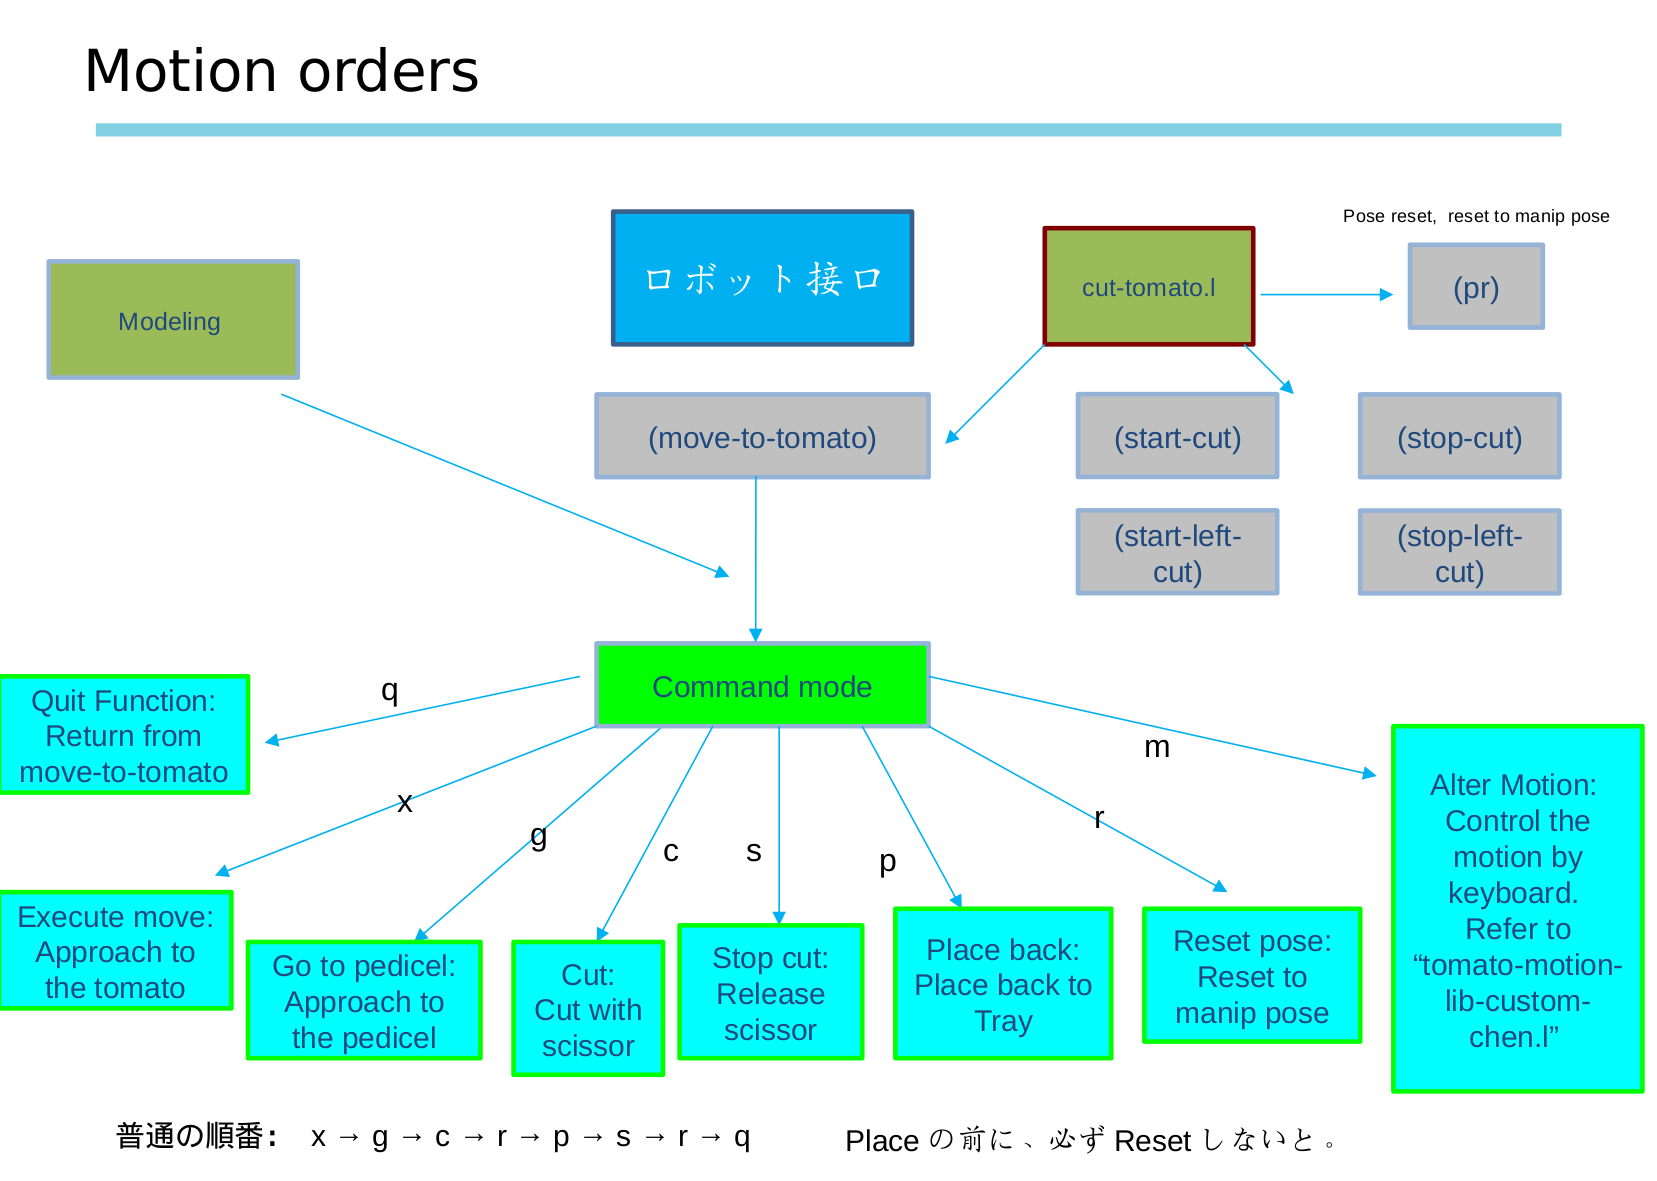 Motion orders
Pose reset,  reset to manip pose
ロボット接口
cut-tomato.l
(pr)
Modeling
(move-to-tomato)
(start-cut)
(stop-cut)
(start-left-
cut)
(stop-left-
cut)
Command mode
q
x
g
c
s
p
r
m
Quit Function:
Return from
move-to-tomato
Execute move:
Approach to
the tomato
Go to pedicel:
Approach to
the pedicel
Cut:
Cut with
scissor
Stop cut:
Release
scissor
Place back:
Place back to
Tray
Reset pose:
Reset to
manip pose
Alter Motion:
Control the
motion by
keyboard.
Refer to
“tomato-motion-
lib-custom-
chen.l”
普通の順番: x → g → c → r → p → s → r → q
Place の前に、必ず Reset しないと。